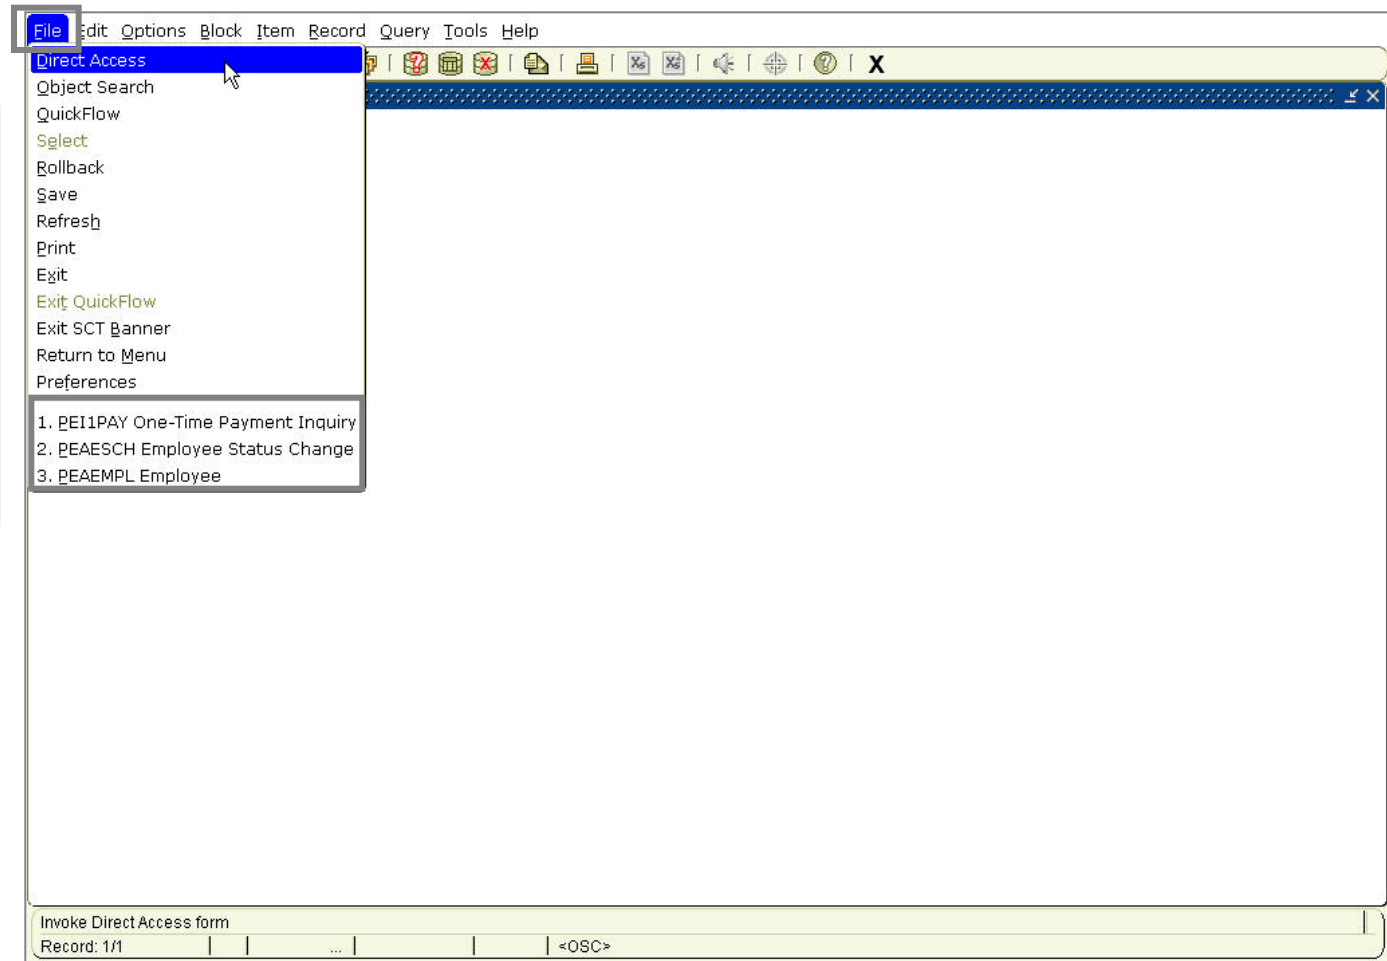 File Edit Options Block Item Record Query Tools Help
Direct Access
Object Search
QuickFlow
Select
Rollback
Save
Refresh
Print
Exit
Exit QuickFlow
Exit SCT Banner
Return to Menu
Preferences
1. PEI1PAY One-Time Payment Inquiry
2. PEAESCH Employee Status Change
3. PEAEMPL Employee
Invoke Direct Access form
Record: 1/1 ... <OSC>